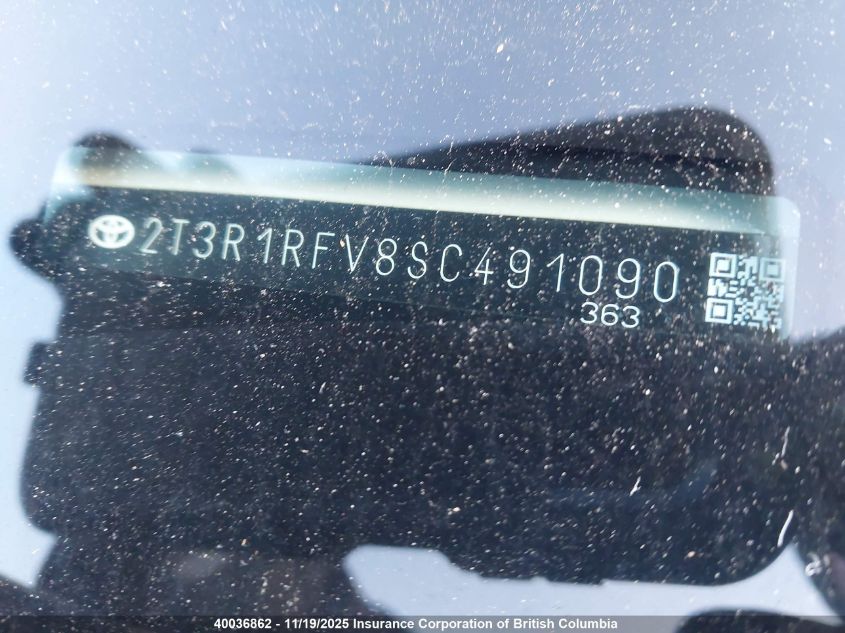 2T3R1RFV8SC491090
363
40036862 - 11/19/2025 Insurance Corporation of British Columbia